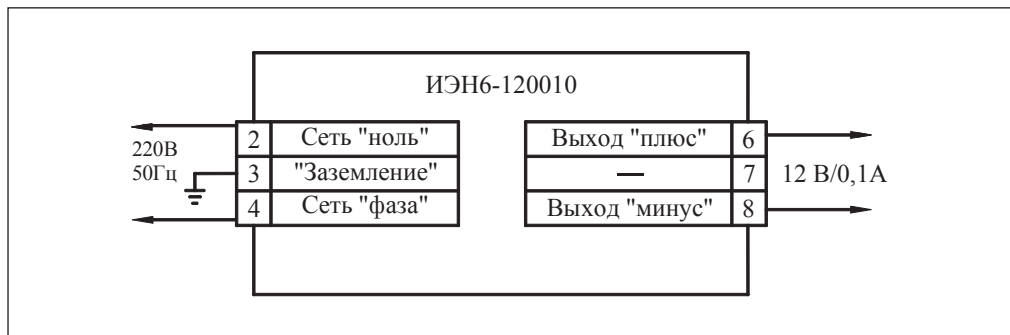 ИЭН6-120010
220В
50Гц
2 Сеть "ноль"
3 "Заземление"
4 Сеть "фаза"
Выход "плюс" 6
— 7
Выход "минус" 8
12 В/0,1А